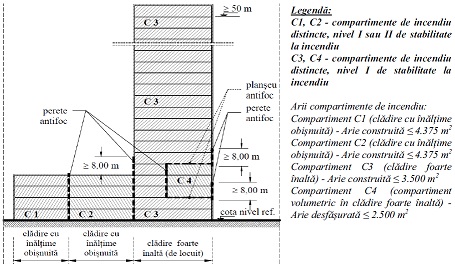 ≥ 50 m
C 3
C 3
planșeu
antifoc
perete
antifoc
perete
antifoc
≥ 8.00 m
≥ 8.00 m
C 4
≥ 8.00 m
C 1
C 2
C 3
cota nivel ref.
clădire cu
înălțime
obișnuită
clădire cu
înălțime
obișnuită
clădire foarte
înaltă (de locuit)
Legendă:
C1, C2 - compartimente de incendiu
distincte, nivel I sau II de stabilitate
la incendiu
C3, C4 - compartimente de incendiu
distincte, nivel I de stabilitate la
incendiu
Arii compartimente de incendiu:
Compartiment C1 (clădire cu înălțime
obișnuită) - Arie construită ≤ 4.375 m²
Compartiment C2 (clădire cu înălțime
obișnuită) - Arie construită ≤ 4.375 m²
Compartiment C3 (clădire foarte
înaltă) - Arie construită ≤ 3.500 m²
Compartiment C4 (compartiment
volumetric în clădire foarte înaltă) -
Arie desfășurată ≤ 2.500 m²